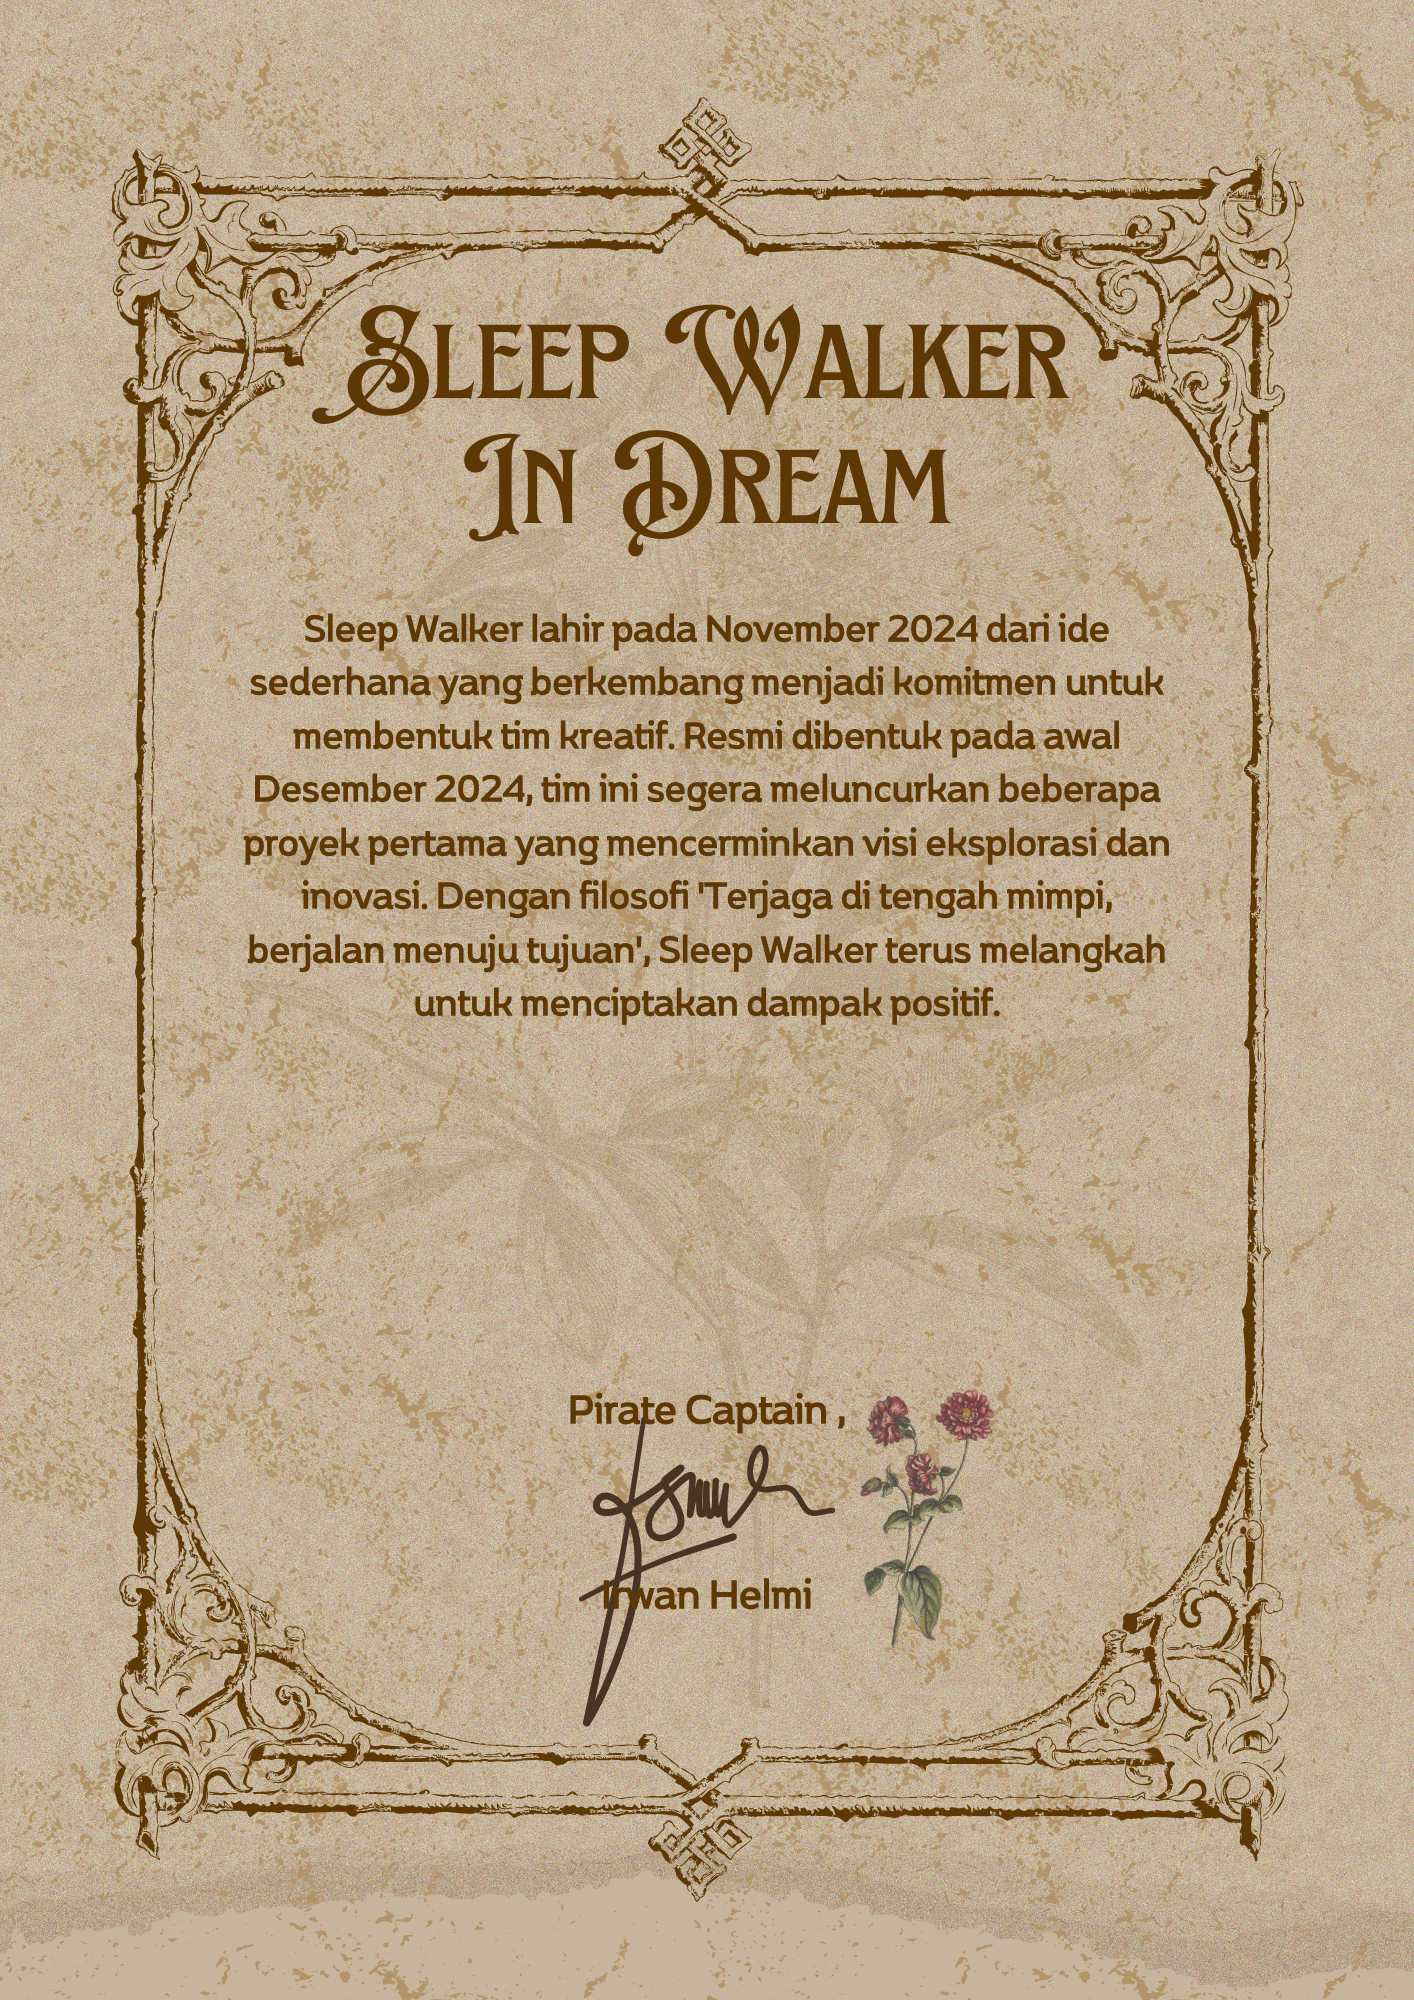 Sleep Walker
In Dream
Sleep Walker lahir pada November 2024 dari ide
sederhana yang berkembang menjadi komitmen untuk
membentuk tim kreatif. Resmi dibentuk pada awal
Desember 2024, tim ini segera meluncurkan beberapa
proyek pertama yang mencerminkan visi eksplorasi dan
inovasi. Dengan filosofi 'Terjaga di tengah mimpi,
berjalan menuju tujuan', Sleep Walker terus melangkah
untuk menciptakan dampak positif.
Pirate Captain ,
Irwan Helmi